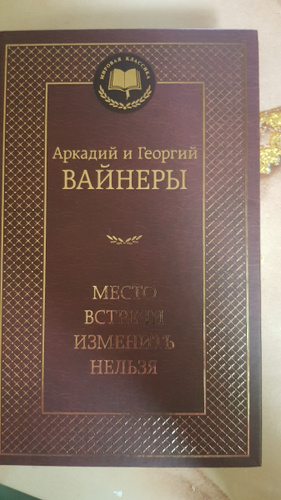 МИРОВАЯ КЛАССИКА
Аркадий и Георгий
ВАЙНЕРЫ
МЕСТО
ВСТРЕЧИ
ИЗМЕНИТЬ
НЕЛЬЗЯ